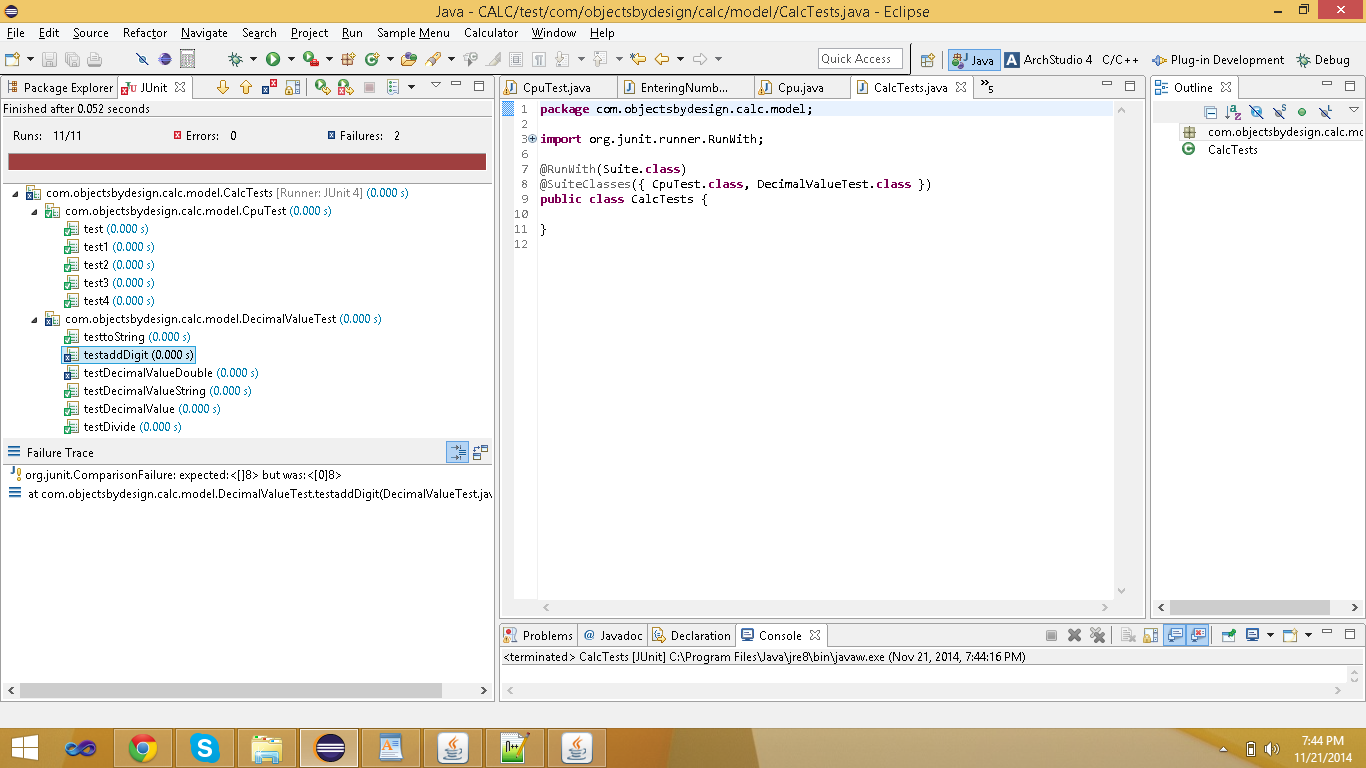 Java - CALC/test/com/objectsbydesign/calc/model/CalcTests.java - Eclipse
File Edit Source Refactor Navigate Search Project Run Sample Menu Calculator Window Help
Quick Access Java ArchStudio 4 C/C++ Plug-in Development Debug
Package Explorer JUnit
Finished after 0.052 seconds
Runs: 11/11 Errors: 0 Failures: 2
com.objectsbydesign.calc.model.CalcTests [Runner: JUnit 4] (0.000 s)
com.objectsbydesign.calc.model.CpuTest (0.000 s)
test (0.000 s)
test1 (0.000 s)
test2 (0.000 s)
test3 (0.000 s)
test4 (0.000 s)
com.objectsbydesign.calc.model.DecimalValueTest (0.000 s)
testtoString (0.000 s)
testaddDigit (0.000 s)
testDecimalValueDouble (0.000 s)
testDecimalValueString (0.000 s)
testDecimalValue (0.000 s)
testDivide (0.000 s)
Failure Trace
org.junit.ComparisonFailure: expected:<[]8> but was:<[0]8>
at com.objectsbydesign.calc.model.DecimalValueTest.testaddDigit(DecimalValueTest.jav
CpuTest.java EnteringNumb... Cpu.java CalcTests.java »5
1 package com.objectsbydesign.calc.model;
2
3 import org.junit.runner.RunWith;
6
7 @RunWith(Suite.class)
8 @SuiteClasses({ CpuTest.class, DecimalValueTest.class })
9 public class CalcTests {
10
11 }
12
Outline
com.objectsbydesign.calc.mo
CalcTests
Problems @ Javadoc Declaration Console
<terminated> CalcTests [JUnit] C:\Program Files\Java\jre8\bin\javaw.exe (Nov 21, 2014, 7:44:16 PM)
7:44 PM
11/21/2014